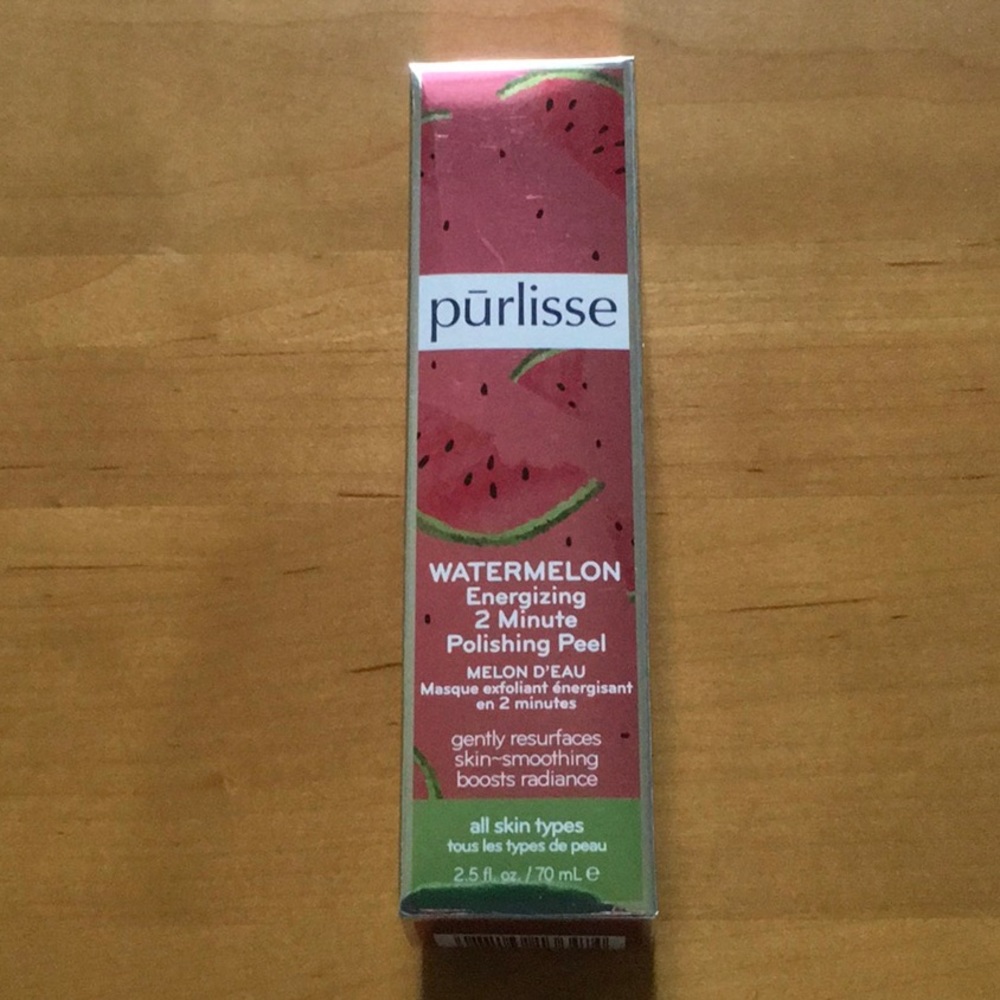 pūrlisse
WATERMELON
Energizing
2 Minute
Polishing Peel
MELON D'EAU
Masque exfoliant énergisant
en 2 minutes
gently resurfaces
skin~smoothing
boosts radiance
all skin types
tous les types de peau
2.5 fl. oz. / 70 mL ℮